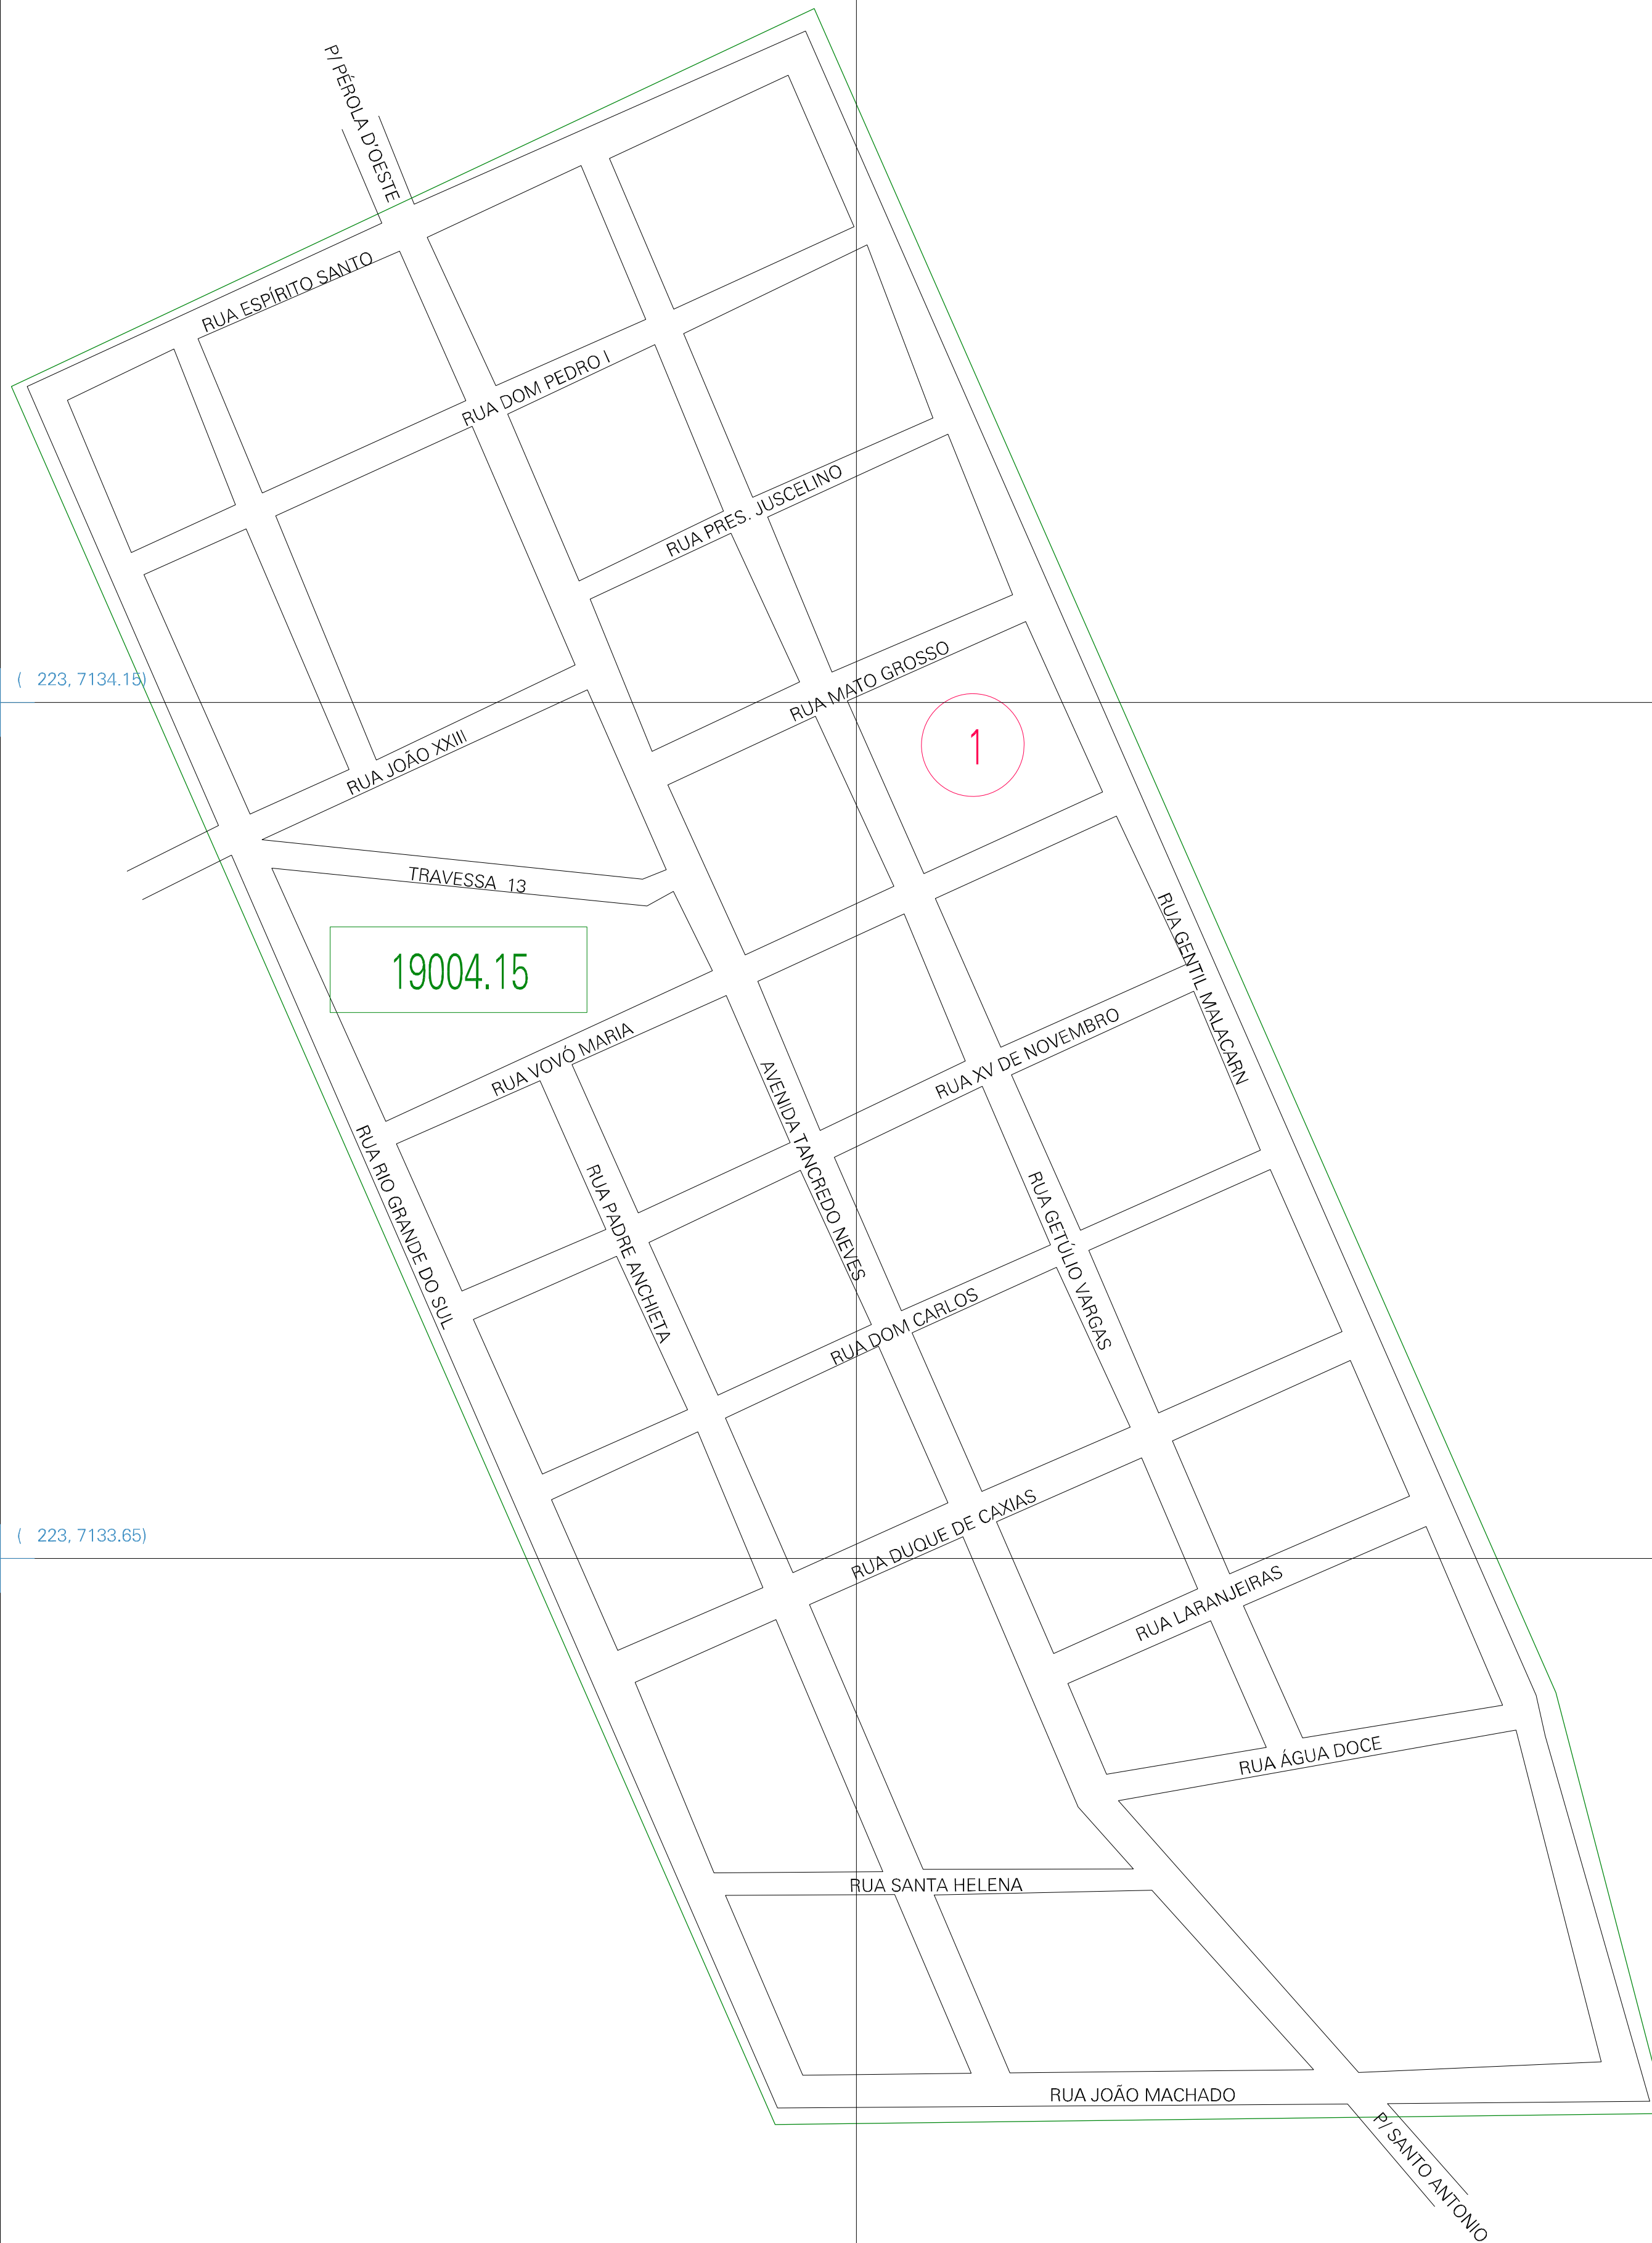 P/ PÉROLA D'OESTE
RUA ESPÍRITO SANTO
RUA DOM PEDRO I
RUA PRES. JUSCELINO
RUA MATO GROSSO
( 223, 7134.15)
1
RUA JOÃO XXIII
TRAVESSA 13
19004.15
RUA GENTIL MALACARN
RUA XV DE NOVEMBRO
RUA VOVÓ MARIA
AVENIDA TANCREDO NEVES
RUA RIO GRANDE DO SUL
RUA PADRE ANCHIETA
RUA GETÚLIO VARGAS
RUA DOM CARLOS
RUA DUQUE DE CAXIAS
( 223, 7133.65)
RUA LARANJEIRAS
RUA ÁGUA DOCE
RUA SANTA HELENA
RUA JOÃO MACHADO
P/ SANTO ANTONIO